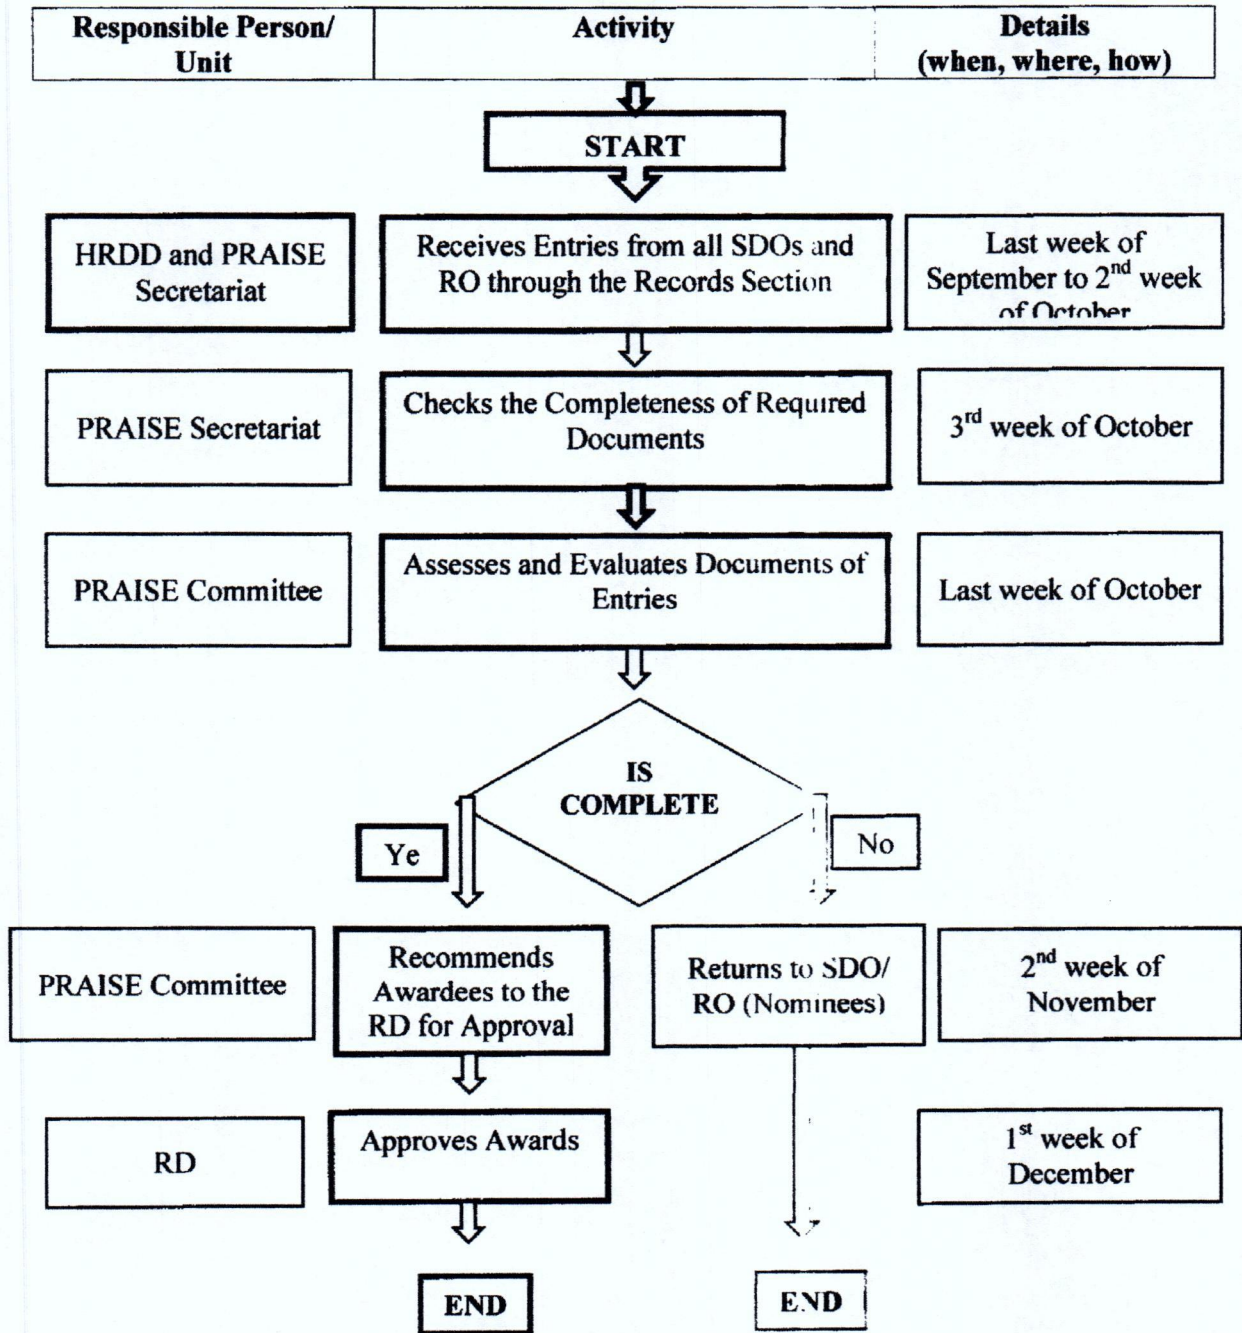 Responsible Person/
Unit
Activity
Details
(when, where, how)
START
HRDD and PRAISE
Secretariat
Receives Entries from all SDOs and
RO through the Records Section
Last week of
September to 2nd week
of October
PRAISE Secretariat
Checks the Completeness of Required
Documents
3rd week of October
PRAISE Committee
Assesses and Evaluates Documents of
Entries
Last week of October
IS
COMPLETE
Ye
No
PRAISE Committee
Recommends
Awardees to the
RD for Approval
Returns to SDO/
RO (Nominees)
2nd week of
November
RD
Approves Awards
1st week of
December
END
END